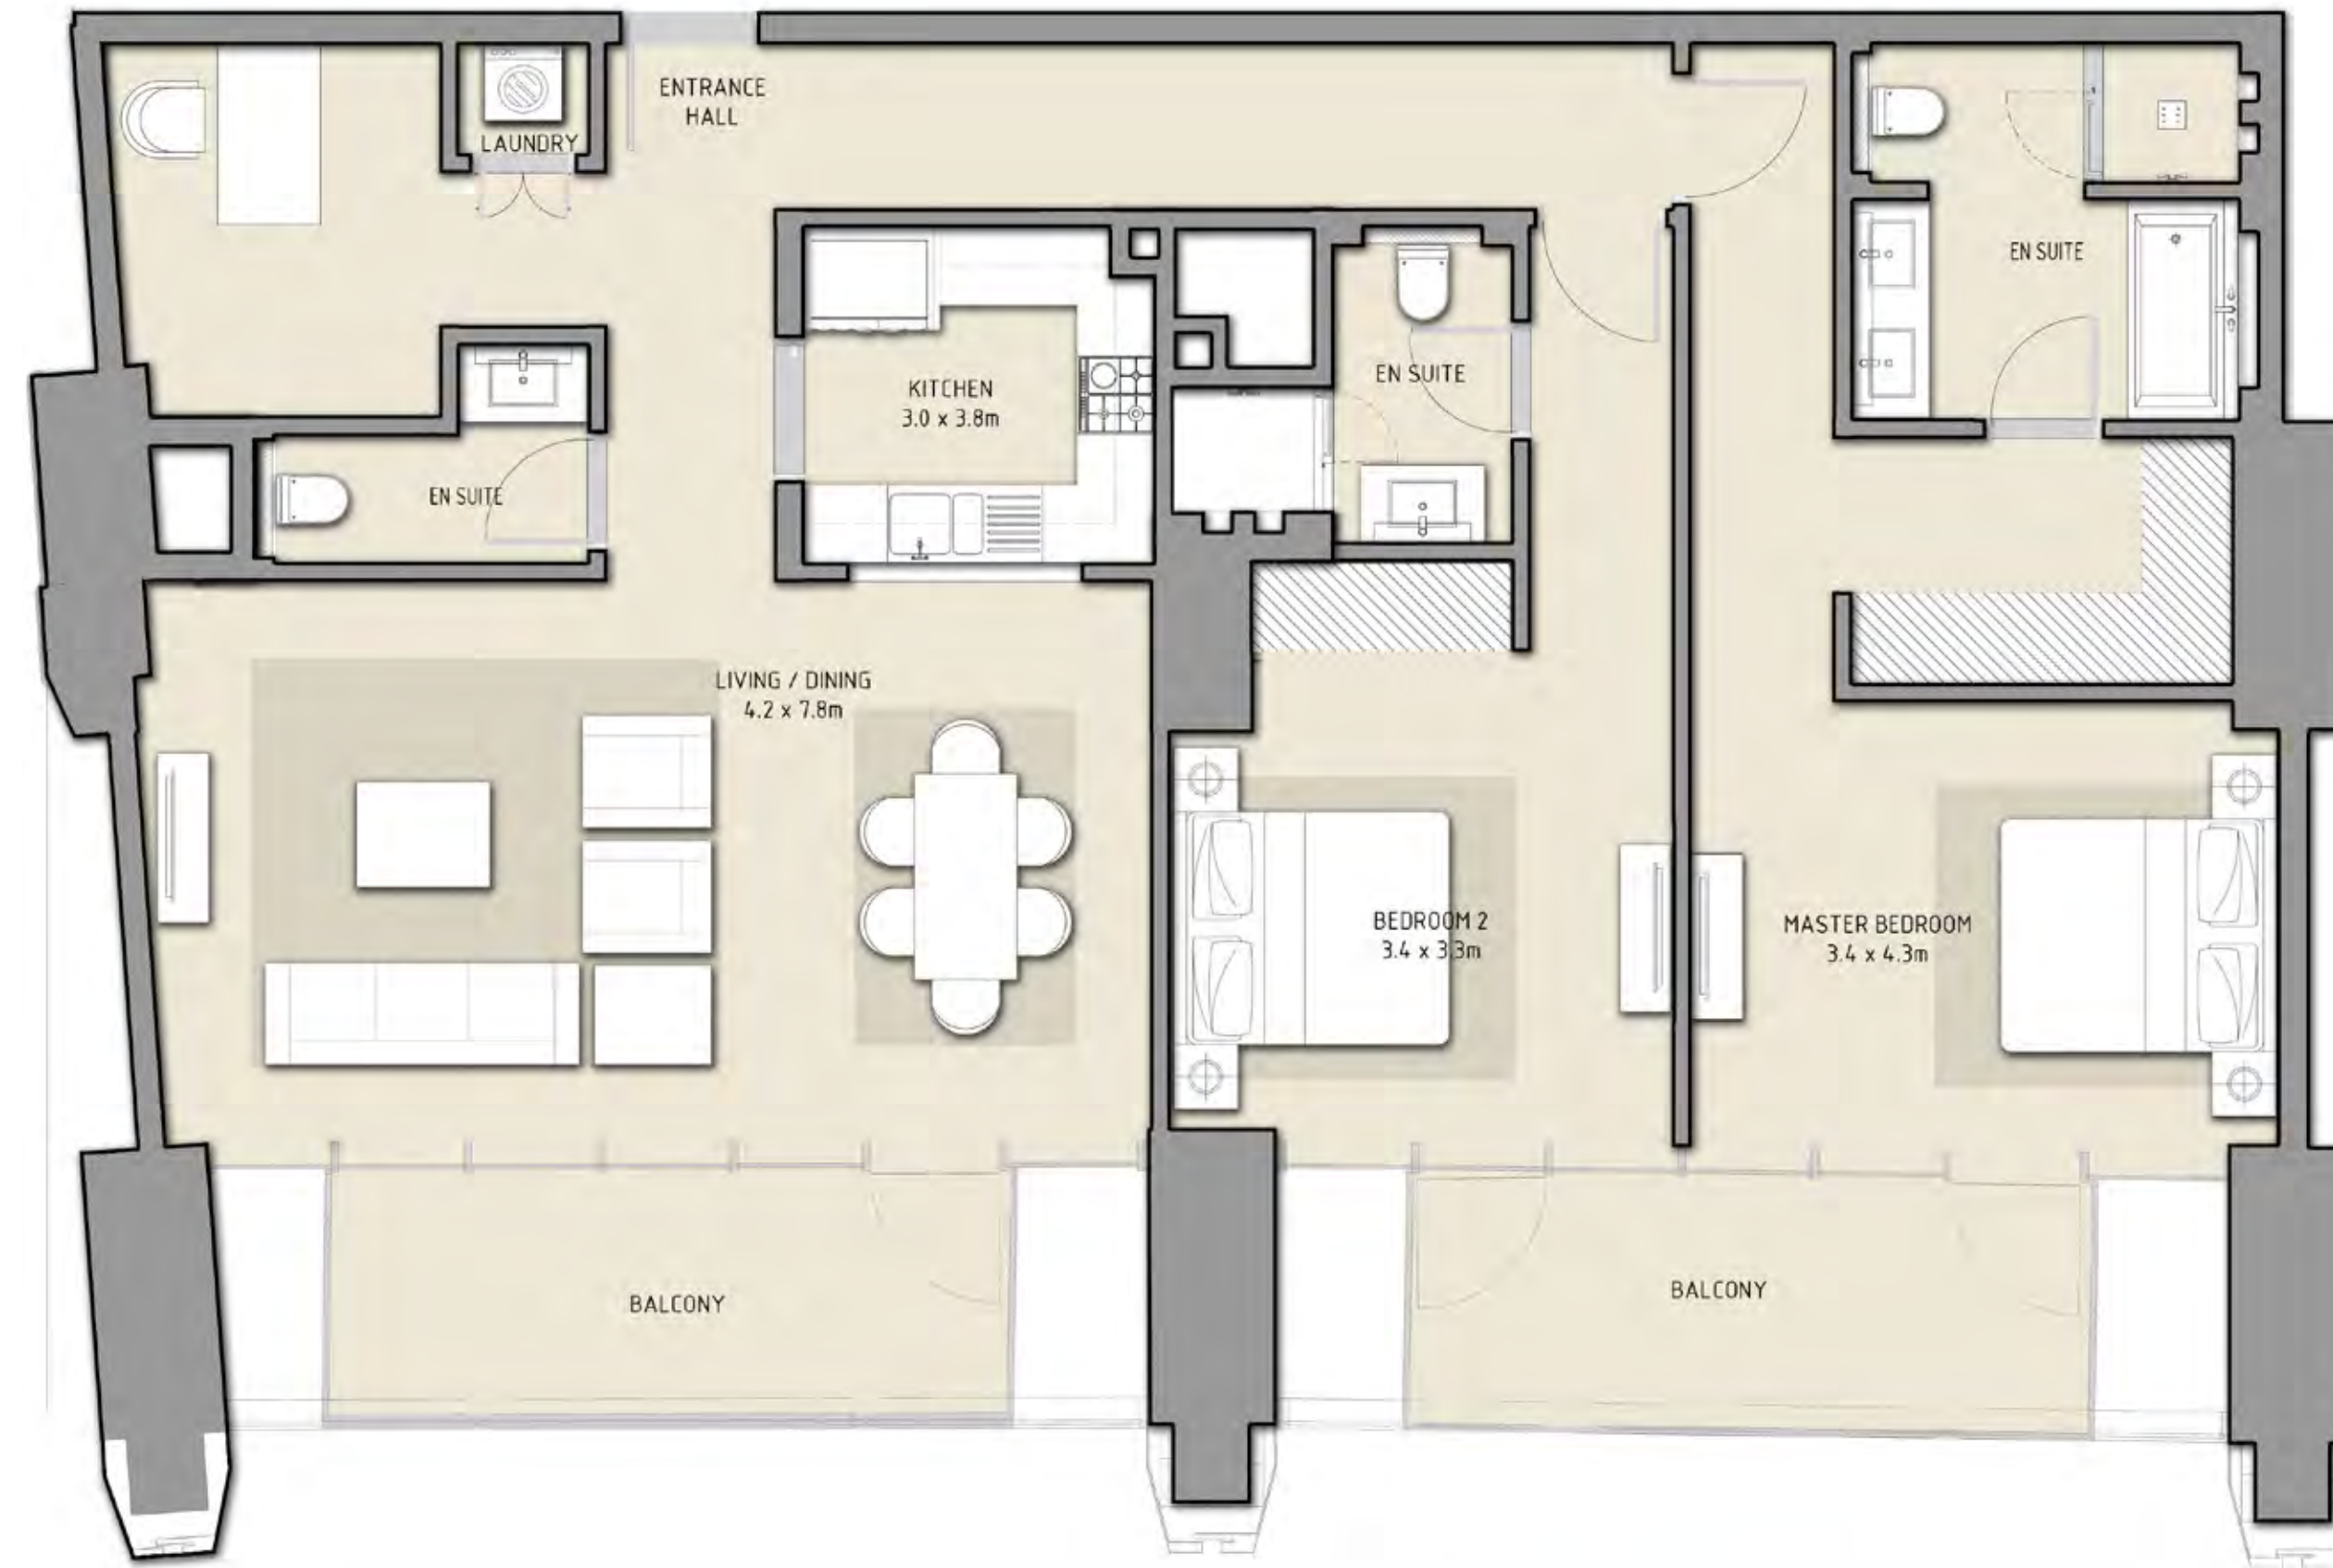 ENTRANCE
HALL
LAUNDRY
EN SUITE
KITCHEN
3.0 x 3.8m
EN SUITE
EN SUITE
LIVING / DINING
4.2 x 7.8m
BEDROOM 2
3.4 x 3.3m
MASTER BEDROOM
3.4 x 4.3m
BALCONY
BALCONY